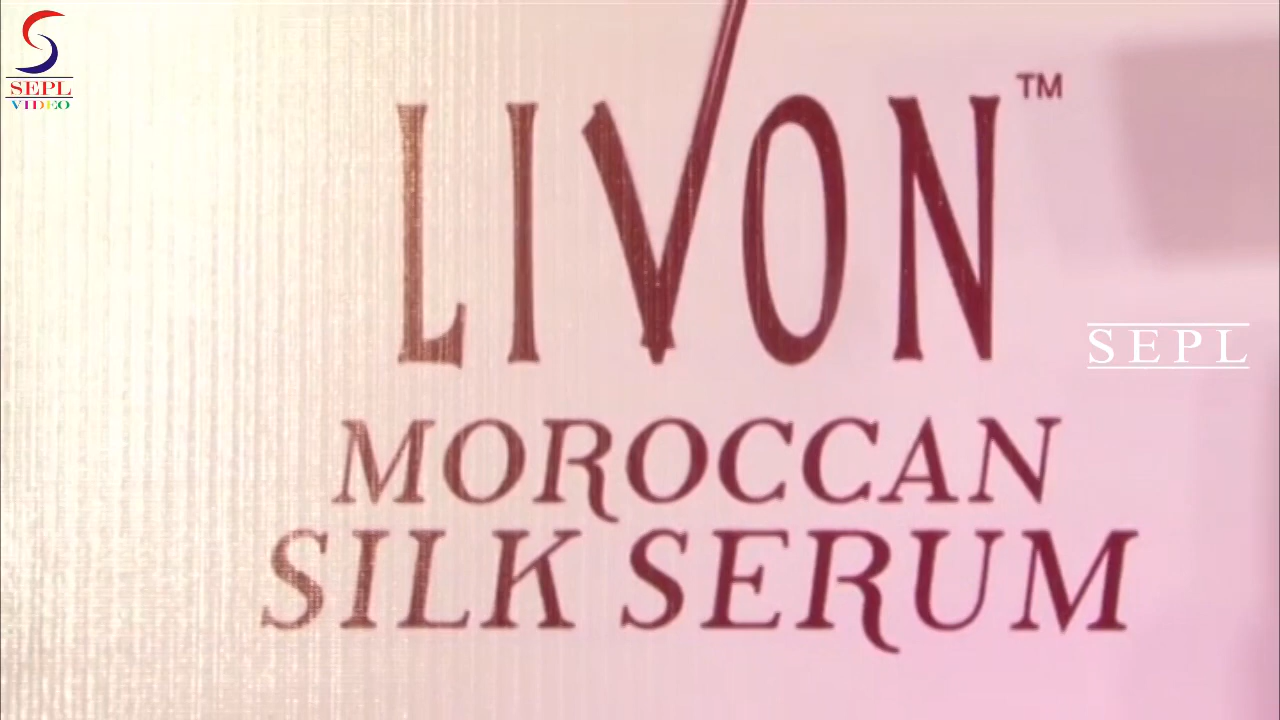 SEPL
VIDEO
LIVON™
SEPL
MOROCCAN
SILK SERUM